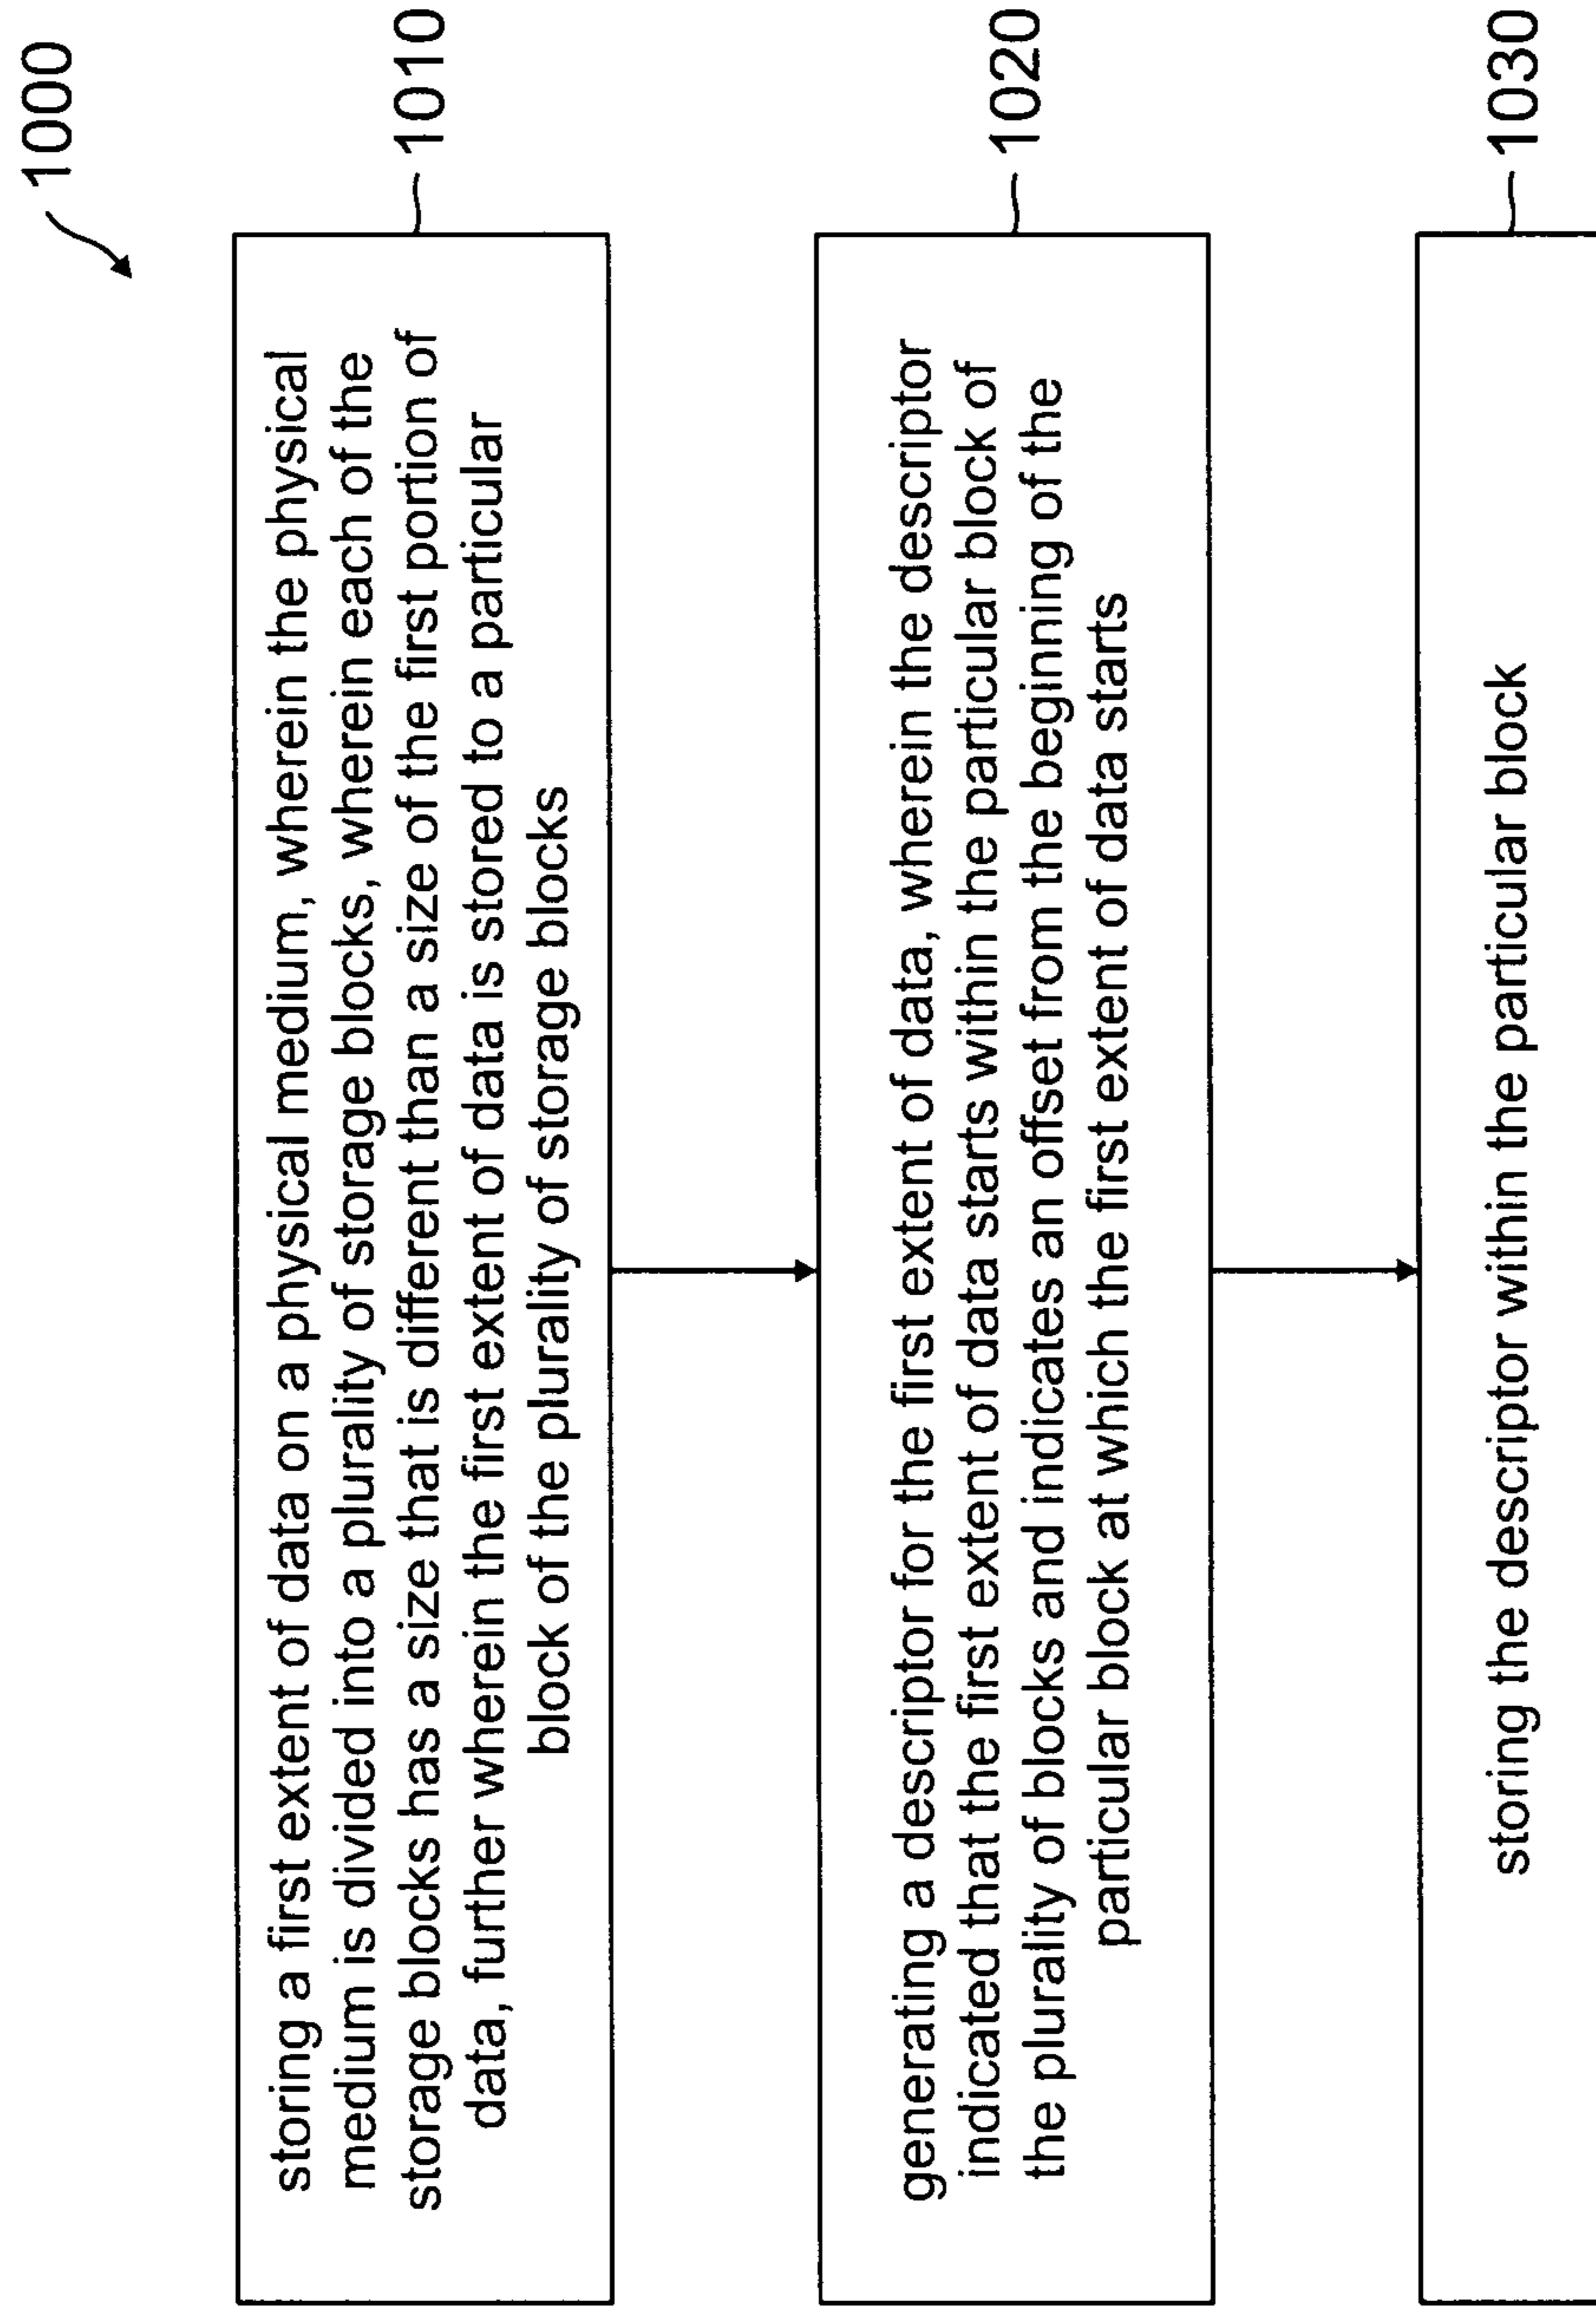 1000
storing a first extent of data on a physical medium, wherein the physical
medium is divided into a plurality of storage blocks, wherein each of the
storage blocks has a size that is different than a size of the first portion of
data, further wherein the first extent of data is stored to a particular
block of the plurality of storage blocks
1010
generating a descriptor for the first extent of data, wherein the descriptor
indicated that the first extent of data starts within the particular block of
the plurality of blocks and indicates an offset from the beginning of the
particular block at which the first extent of data starts
1020
storing the descriptor within the particular block
1030